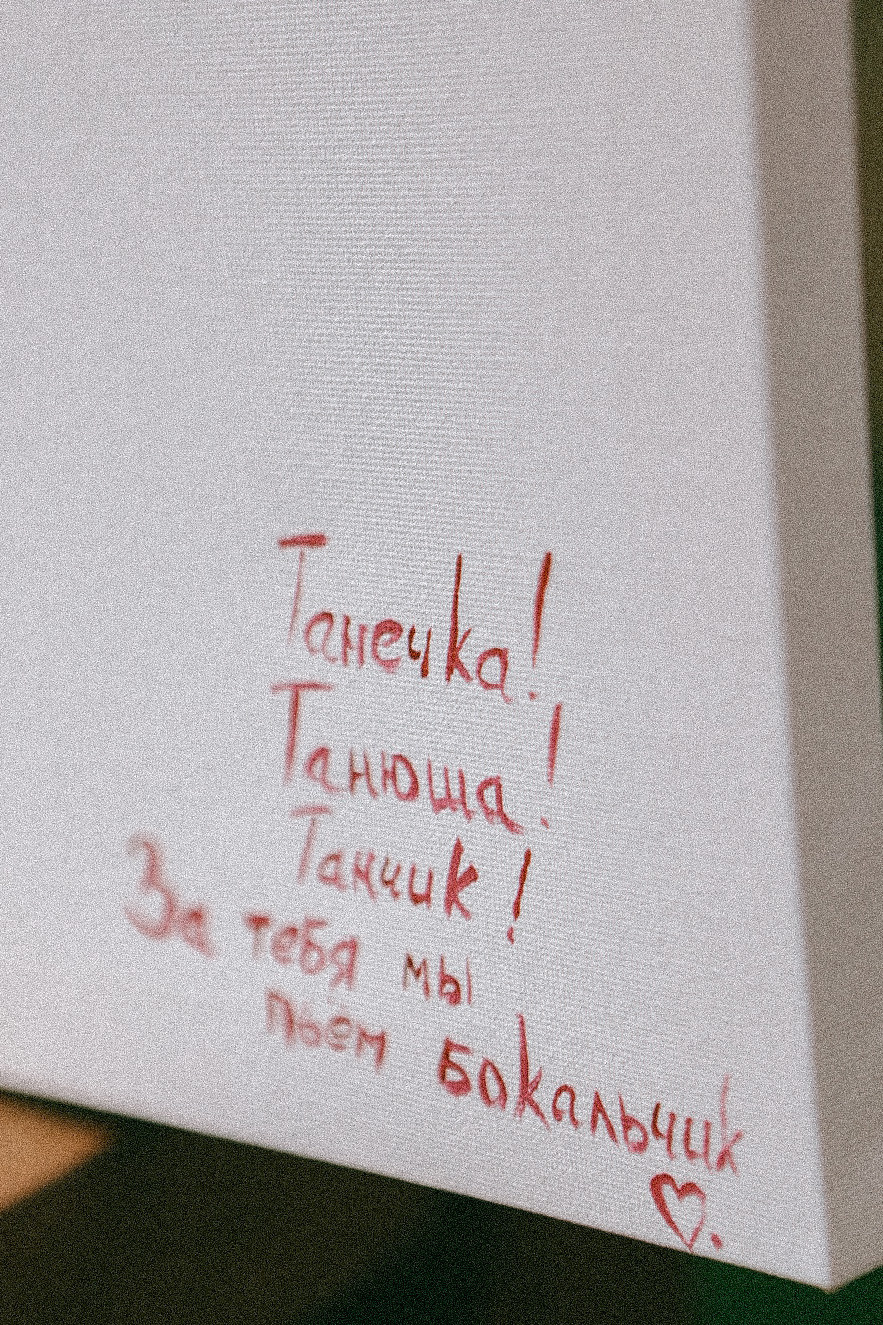 Танечка!
Танюша!
Танчик!
За тебя мы
пьем бакальчик
♡.